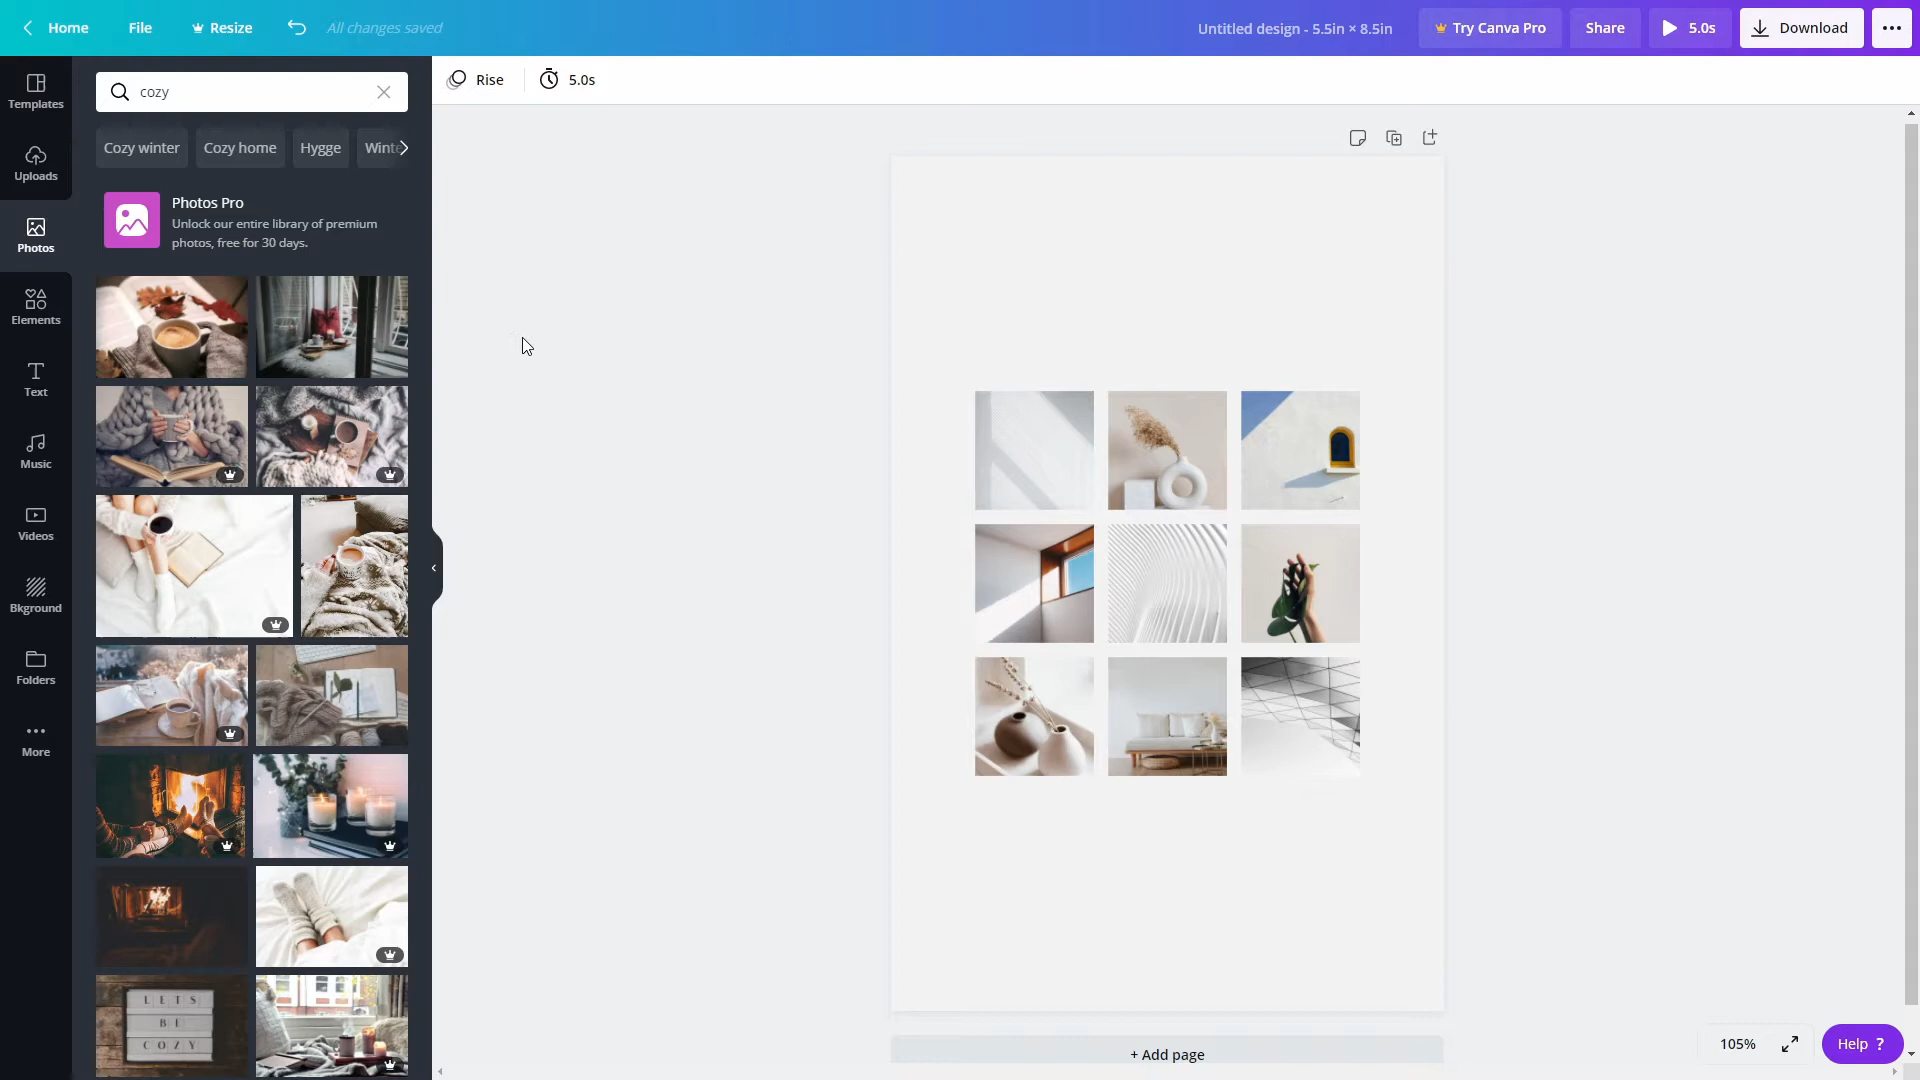 Home
File
Resize
All changes saved
Untitled design - 5.5in × 8.5in
Try Canva Pro
Share
5.0s
Download
Templates
Uploads
Photos
Elements
Text
Music
Videos
Bkground
Folders
More
cozy
Cozy winter
Cozy home
Hygge
Winte
Photos Pro
Unlock our entire library of premium
photos, free for 30 days.
LETS
BE
COZY
Rise
5.0s
+ Add page
105%
Help ?